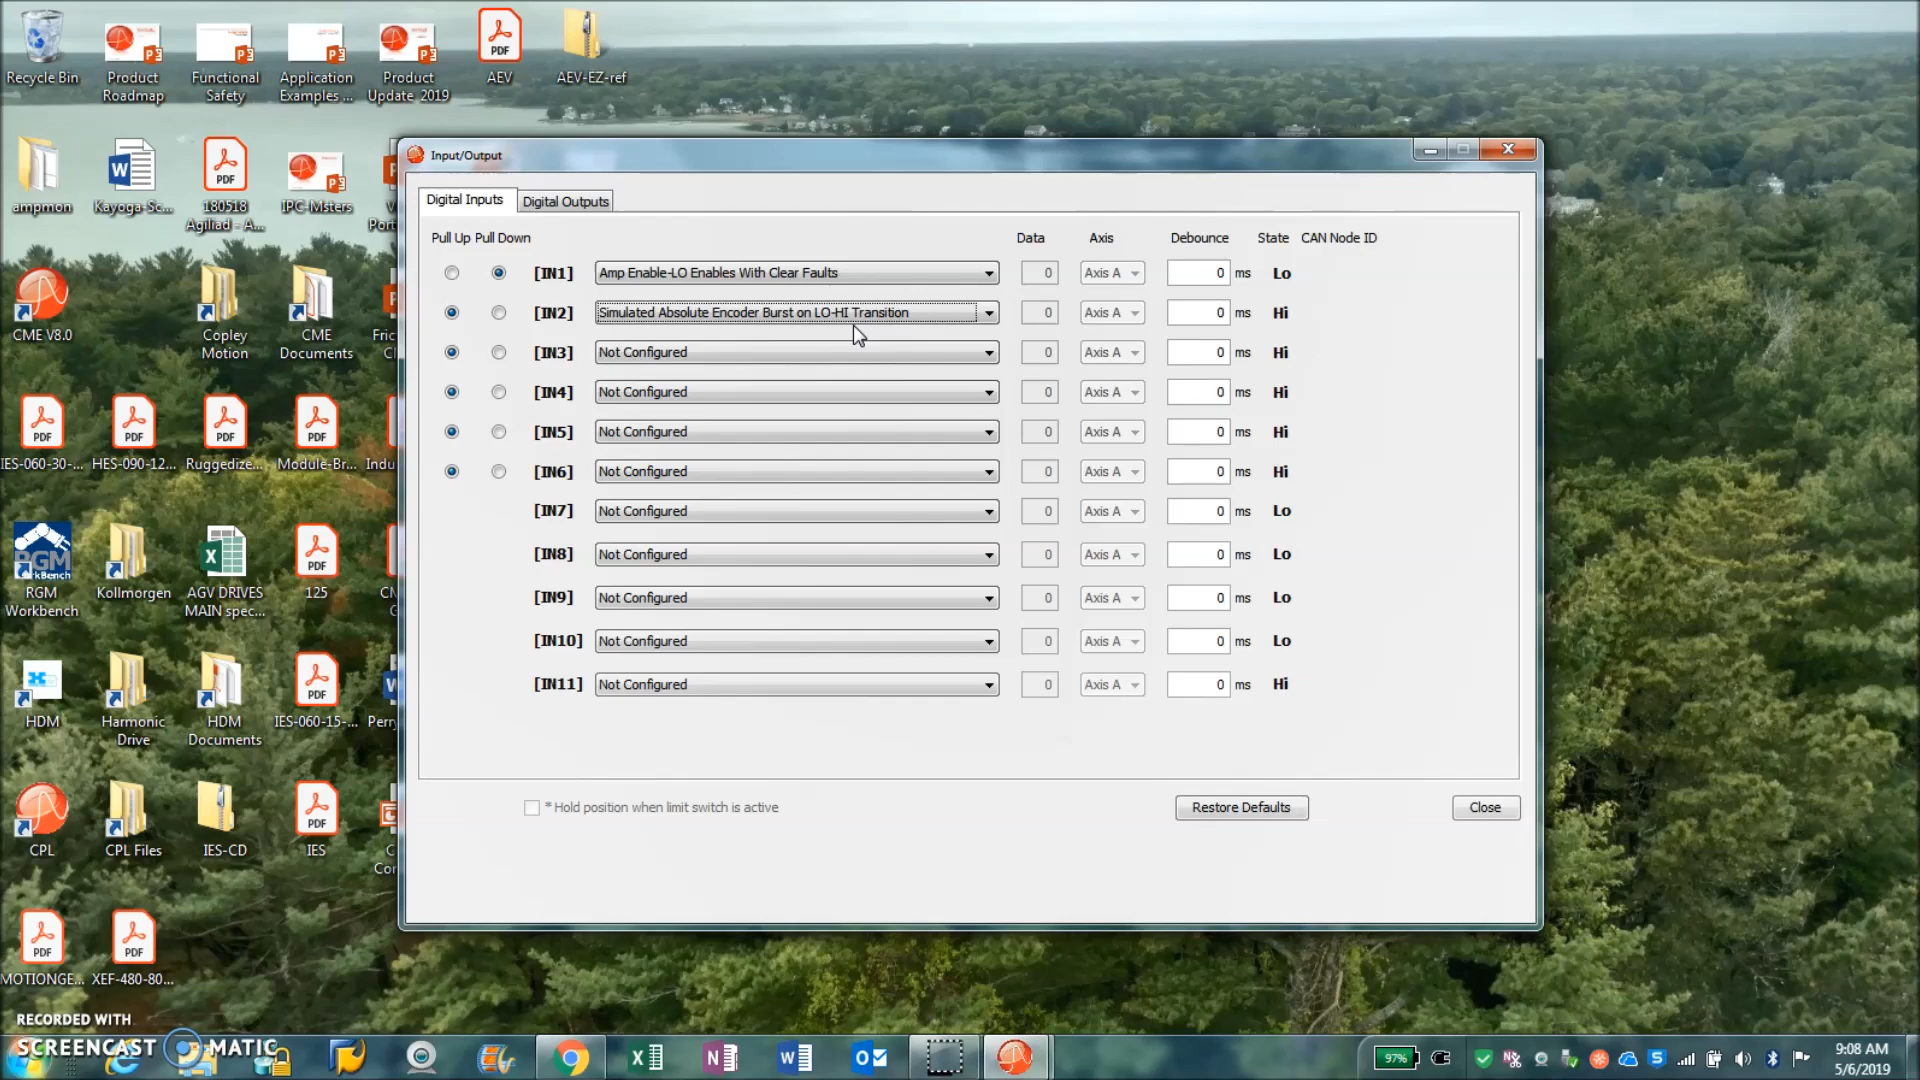 Recycle Bin
Product
Roadmap
Functional
Safety
Application
Examples ...
Product
Update_2019
AEV
AEV-EZ-ref
ampmon
Kayoga-Sc...
180518
Agiliad - A...
IPC-Msters
Port
CME V8.0
Copley
Motion
CME
Documents
Fric
IES-060-30-...
HES-090-12...
Ruggedize...
Module-Br...
Indu
RGM
Workbench
Kollmorgen
AGV DRIVES
MAIN spec...
125
HDM
Harmonic
Drive
HDM
Documents
IES-060-15-...
Perry
CPL
CPL Files
IES-CD
IES
MOTIONGE...
XEF-480-80...
Input/Output
Digital Inputs
Digital Outputs
Pull Up Pull Down Data Axis Debounce State CAN Node ID
[IN1] Amp Enable-LO Enables With Clear Faults 0 Axis A 0 ms Lo
[IN2] Simulated Absolute Encoder Burst on LO-HI Transition 0 Axis A 0 ms Hi
[IN3] Not Configured 0 Axis A 0 ms Hi
[IN4] Not Configured 0 Axis A 0 ms Hi
[IN5] Not Configured 0 Axis A 0 ms Hi
[IN6] Not Configured 0 Axis A 0 ms Hi
[IN7] Not Configured 0 Axis A 0 ms Lo
[IN8] Not Configured 0 Axis A 0 ms Lo
[IN9] Not Configured 0 Axis A 0 ms Lo
[IN10] Not Configured 0 Axis A 0 ms Lo
[IN11] Not Configured 0 Axis A 0 ms Hi
* Hold position when limit switch is active
Restore Defaults
Close
RECORDED WITH
SCREENCAST MATIC
97%
9:08 AM
5/6/2019